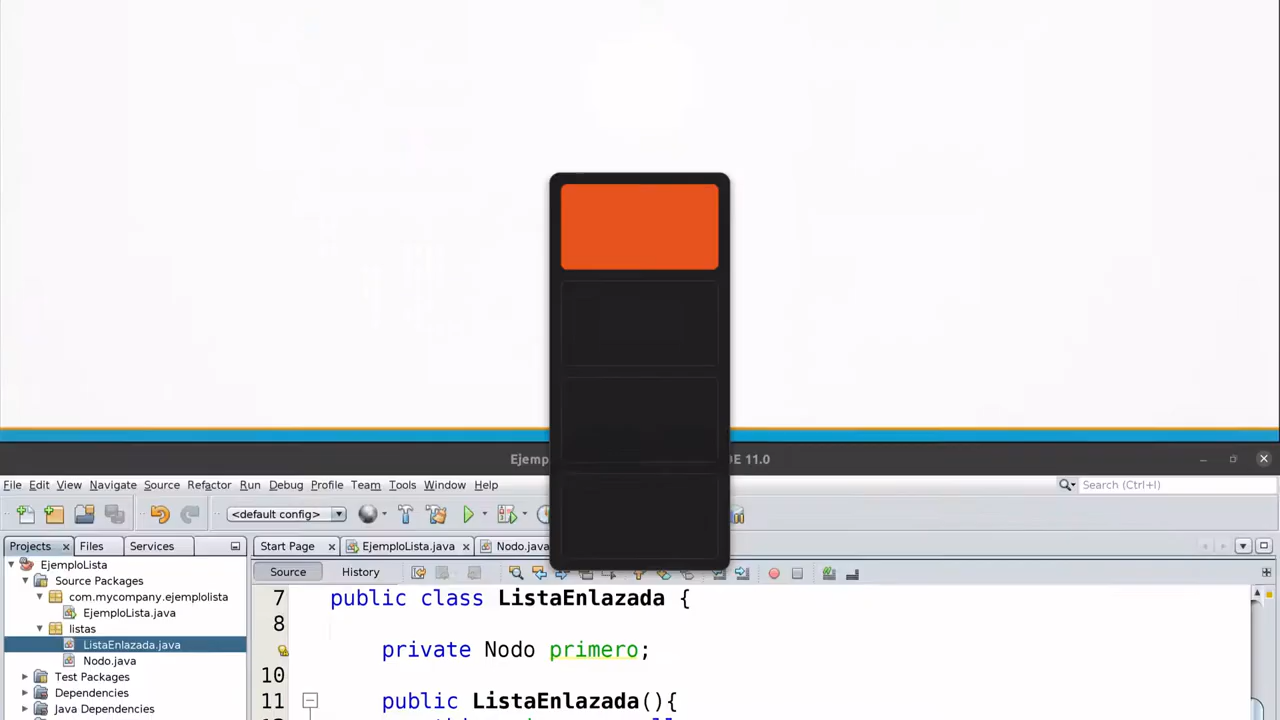 Ejemp DE 11.0
File Edit View Navigate Source Refactor Run Debug Profile Team Tools Window Help Search (Ctrl+I)
<default config>
Projects Files Services Start Page EjemploLista.java Nodo.java
EjemploLista Source History
Source Packages
com.mycompany.ejemplolista
EjemploLista.java
listas
ListaEnlazada.java
Nodo.java
Test Packages
Dependencies
Java Dependencies
7 public class ListaEnlazada {
8
9 private Nodo primero;
10
11 public ListaEnlazada(){